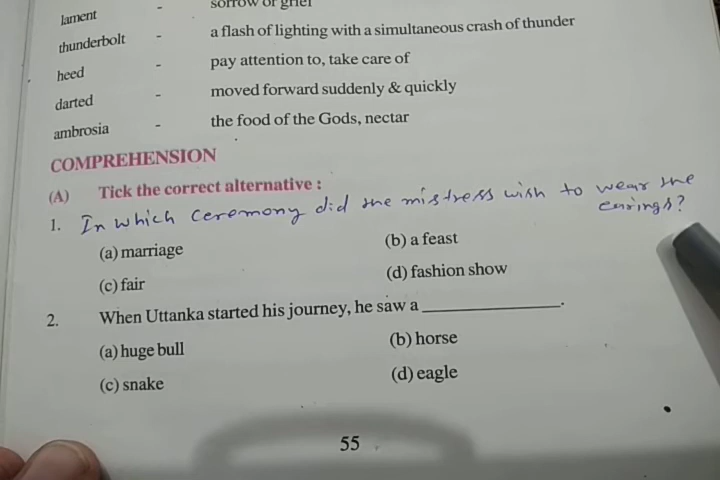 lament - sorrow or grief
thunderbolt - a flash of lighting with a simultaneous crash of thunder
heed - pay attention to, take care of
darted - moved forward suddenly & quickly
ambrosia - the food of the Gods, nectar
COMPREHENSION
(A) Tick the correct alternative :
1. In which ceremony did the mistress wish to wear the
earings?
(a) marriage (b) a feast
(c) fair (d) fashion show
2. When Uttanka started his journey, he saw a ____________.
(a) huge bull (b) horse
(c) snake (d) eagle
55